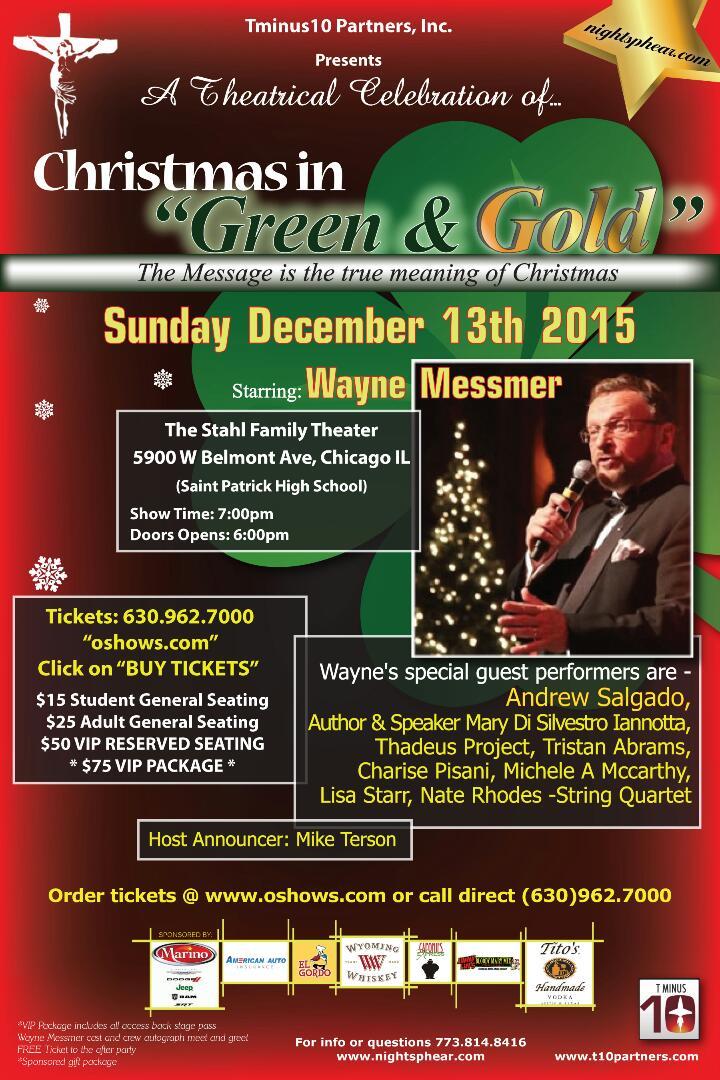 Tminus10 Partners, Inc.
nightsphear.com
Presents
A Theatrical Celebration of...
Christmas in
"Green & Gold"
The Message is the true meaning of Christmas
Sunday December 13th 2015
Starring: Wayne Messmer
The Stahl Family Theater
5900 W Belmont Ave, Chicago IL
(Saint Patrick High School)
Show Time: 7:00pm
Doors Opens: 6:00pm
Tickets: 630.962.7000
"oshows.com"
Click on "BUY TICKETS"
$15 Student General Seating
$25 Adult General Seating
$50 VIP RESERVED SEATING
* $75 VIP PACKAGE *
Wayne's special guest performers are -
Andrew Salgado,
Author & Speaker Mary Di Silvestro Iannotta,
Thadeus Project, Tristan Abrams,
Charise Pisani, Michele A Mccarthy,
Lisa Starr, Nate Rhodes -String Quartet
Host Announcer: Mike Terson
Order tickets @ www.oshows.com or call direct (630)962.7000
SPONSORED BY:
Marino
DODGE
Jeep
RAM
SRT
AMERICAN AUTO
INSURANCE
EL GORDO
WYOMING
WHISKEY
BLOODY MARY MIX
Tito's
Handmade
VODKA
T MINUS
10
*VIP Package includes all access back stage pass
Wayne Messmer cast and crew autograph meet and greet
FREE Ticket to the after party
*Sponsored gift package
For info or questions 773.814.8416
www.nightsphear.com
www.t10partners.com